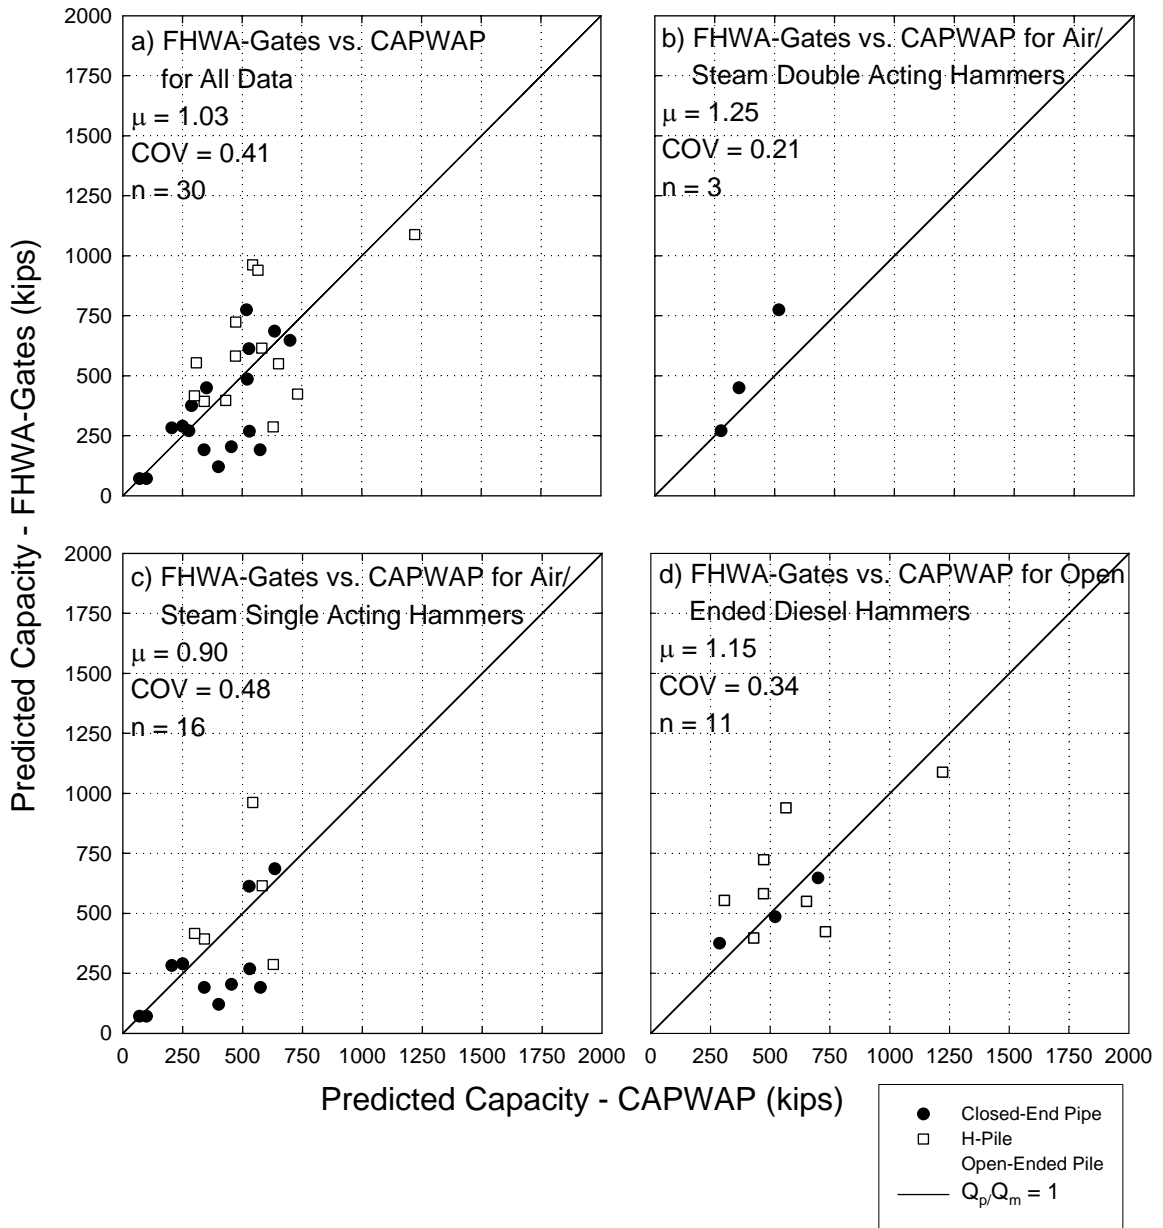 a) FHWA-Gates vs. CAPWAP
for All Data
μ = 1.03
COV = 0.41
n = 30
2000
1750
1500
1250
1000
750
500
250
0
b) FHWA-Gates vs. CAPWAP for Air/
Steam Double Acting Hammers
μ = 1.25
COV = 0.21
n = 3
Predicted Capacity - FHWA-Gates (kips)
c) FHWA-Gates vs. CAPWAP for Air/
Steam Single Acting Hammers
μ = 0.90
COV = 0.48
n = 16
2000
1750
1500
1250
1000
750
500
250
0
0 250 500 750 1000 1250 1500 1750 2000
d) FHWA-Gates vs. CAPWAP for Open
Ended Diesel Hammers
μ = 1.15
COV = 0.34
n = 11
0 250 500 750 1000 1250 1500 1750 2000
Predicted Capacity - CAPWAP (kips)
Closed-End Pipe
H-Pile
Open-Ended Pile
Qp/Qm = 1